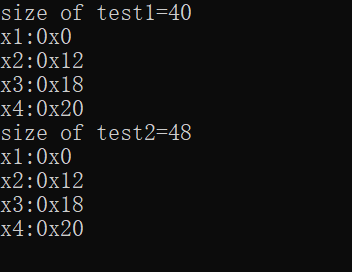 size of test1=40
x1:0x0
x2:0x12
x3:0x18
x4:0x20
size of test2=48
x1:0x0
x2:0x12
x3:0x18
x4:0x20